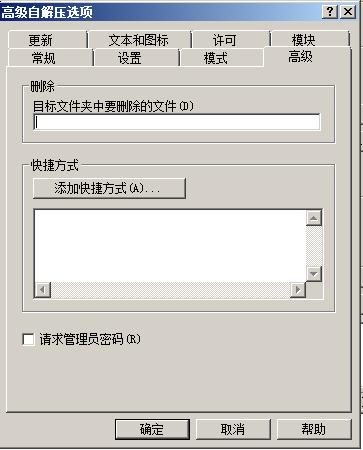 高级自解压选项
更新 文本和图标 许可 模块
常规 设置 模式 高级
删除
目标文件夹中要删除的文件(D)
快捷方式
添加快捷方式(A)...
请求管理员密码(R)
确定 取消 帮助